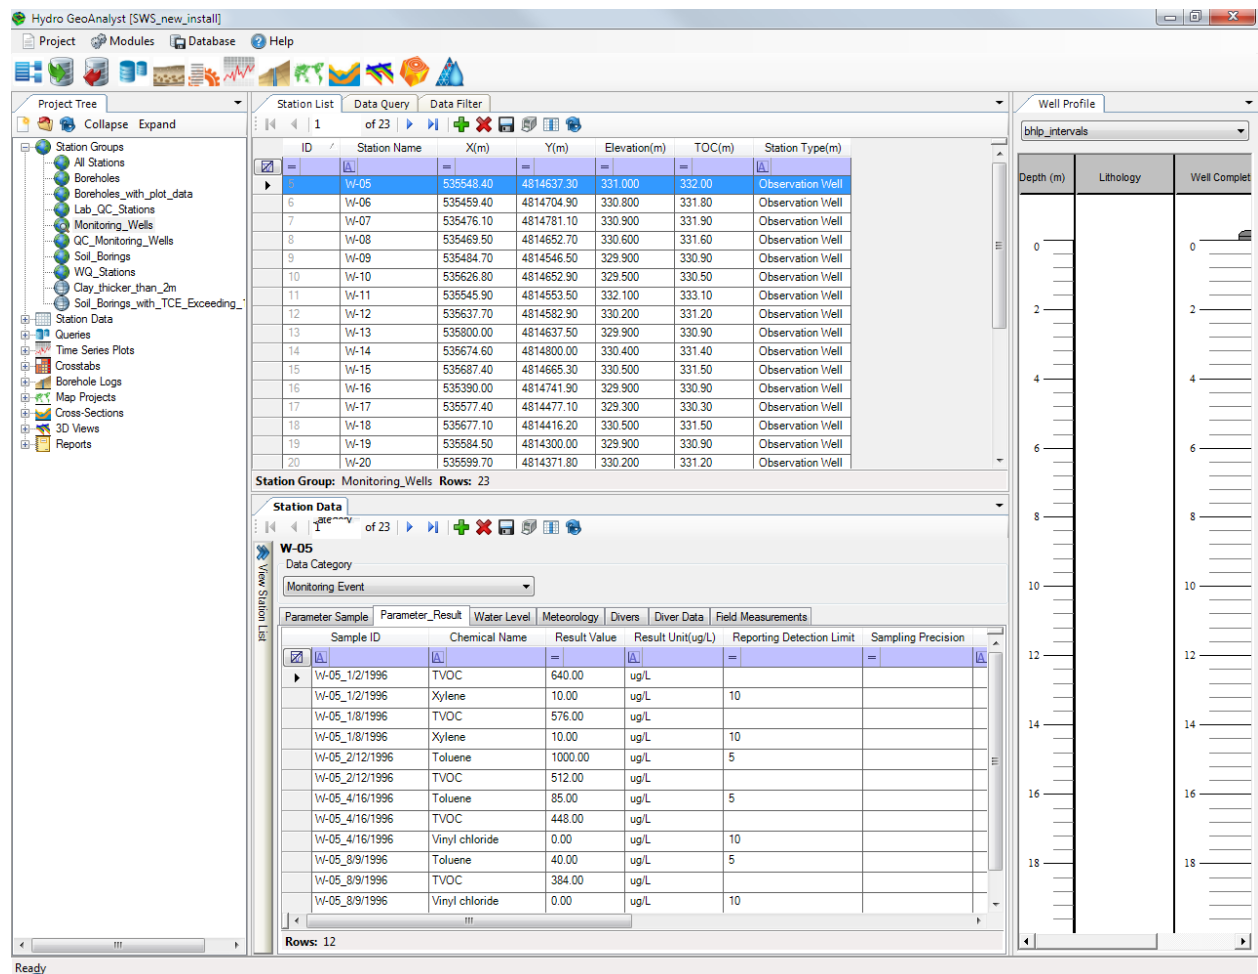 Hydro GeoAnalyst [SWS_new_install]
Project Modules Database Help
Project Tree
Collapse Expand
Station Groups
All Stations
Boreholes
Boreholes_with_plot_data
Lab_QC_Stations
Monitoring_Wells
QC_Monitoring_Wells
Soil_Borings
WQ_Stations
Clay_thicker_than_2m
Soil_Borings_with_TCE_Exceeding_
Station Data
Queries
Time Series Plots
Crosstabs
Borehole Logs
Map Projects
Cross-Sections
3D Views
Reports
Station List Data Query Data Filter
1 of 23
ID Station Name X(m) Y(m) Elevation(m) TOC(m) Station Type(m)
= A = = = = A
5 W-05 535548.40 4814637.30 331.000 332.00 Observation Well
6 W-06 535459.40 4814704.90 330.800 331.80 Observation Well
7 W-07 535476.10 4814781.10 330.900 331.90 Observation Well
8 W-08 535469.50 4814652.70 330.600 331.60 Observation Well
9 W-09 535484.70 4814546.50 329.900 330.90 Observation Well
10 W-10 535626.80 4814652.90 329.500 330.50 Observation Well
11 W-11 535545.90 4814553.50 332.100 333.10 Observation Well
12 W-12 535637.70 4814582.90 330.200 331.20 Observation Well
13 W-13 535800.00 4814637.50 329.900 330.90 Observation Well
14 W-14 535674.60 4814800.00 330.400 331.40 Observation Well
15 W-15 535687.40 4814665.30 330.500 331.50 Observation Well
16 W-16 535390.00 4814741.90 329.900 330.90 Observation Well
17 W-17 535577.40 4814477.10 329.300 330.30 Observation Well
18 W-18 535677.10 4814416.20 330.500 331.50 Observation Well
19 W-19 535584.50 4814300.00 329.900 330.90 Observation Well
20 W-20 535599.70 4814371.80 330.200 331.20 Observation Well
Station Group: Monitoring_Wells Rows: 23
Station Data
1 of 23
View Station List
W-05
Data Category
Monitoring Event
Parameter Sample Parameter_Result Water Level Meteorology Divers Diver Data Field Measurements
Sample ID Chemical Name Result Value Result Unit(ug/L) Reporting Detection Limit Sampling Precision
A A = A = = A
W-05_1/2/1996 TVOC 640.00 ug/L
W-05_1/2/1996 Xylene 10.00 ug/L 10
W-05_1/8/1996 TVOC 576.00 ug/L
W-05_1/8/1996 Xylene 10.00 ug/L 10
W-05_2/12/1996 Toluene 1000.00 ug/L 5
W-05_2/12/1996 TVOC 512.00 ug/L
W-05_4/16/1996 Toluene 85.00 ug/L 5
W-05_4/16/1996 TVOC 448.00 ug/L
W-05_4/16/1996 Vinyl chloride 0.00 ug/L 10
W-05_8/9/1996 Toluene 40.00 ug/L 5
W-05_8/9/1996 TVOC 384.00 ug/L
W-05_8/9/1996 Vinyl chloride 0.00 ug/L 10
Rows: 12
Well Profile
bhlp_intervals
Depth (m) Lithology Well Complet
0 0
2 2
4 4
6 6
8 8
10 10
12 12
14 14
16 16
18 18
Ready